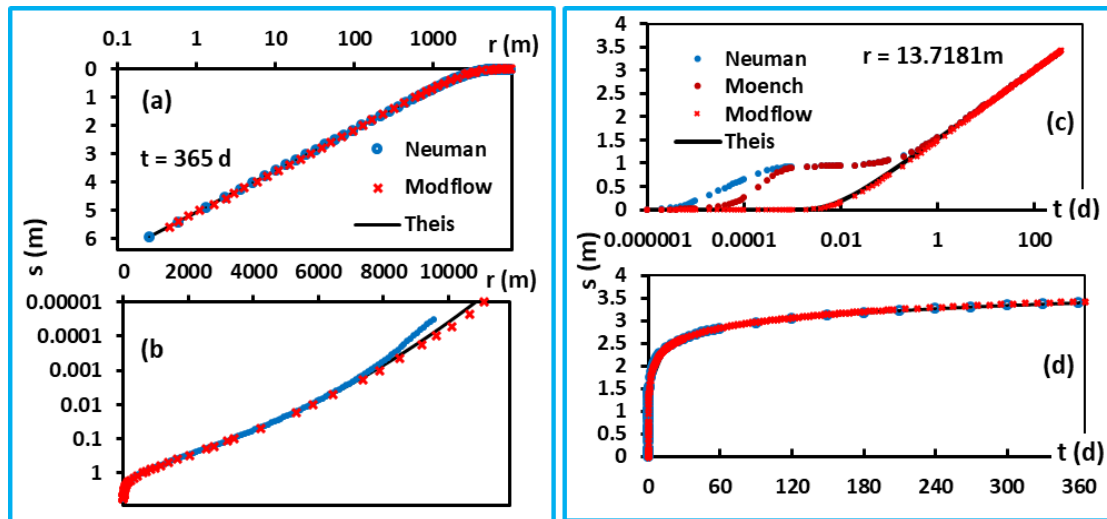 0.1 1 10 100 1000 r (m)
0
1
2
3
4
5
6
(a)
t = 365 d
Neuman
Modflow
Theis
s (m)
0 2000 4000 6000 8000 10000 r (m)
0.00001
0.0001
0.001
0.01
0.1
1
(b)
4
3.5
3
2.5
2
1.5
1
0.5
0
Neuman
Moench
Modflow
Theis
r = 13.7181m
(c)
0.000001 0.0001 0.01 1 100 t (d)
s (m)
4
3.5
3
2.5
2
1.5
1
0.5
0
(d)
t (d)
0 60 120 180 240 300 360